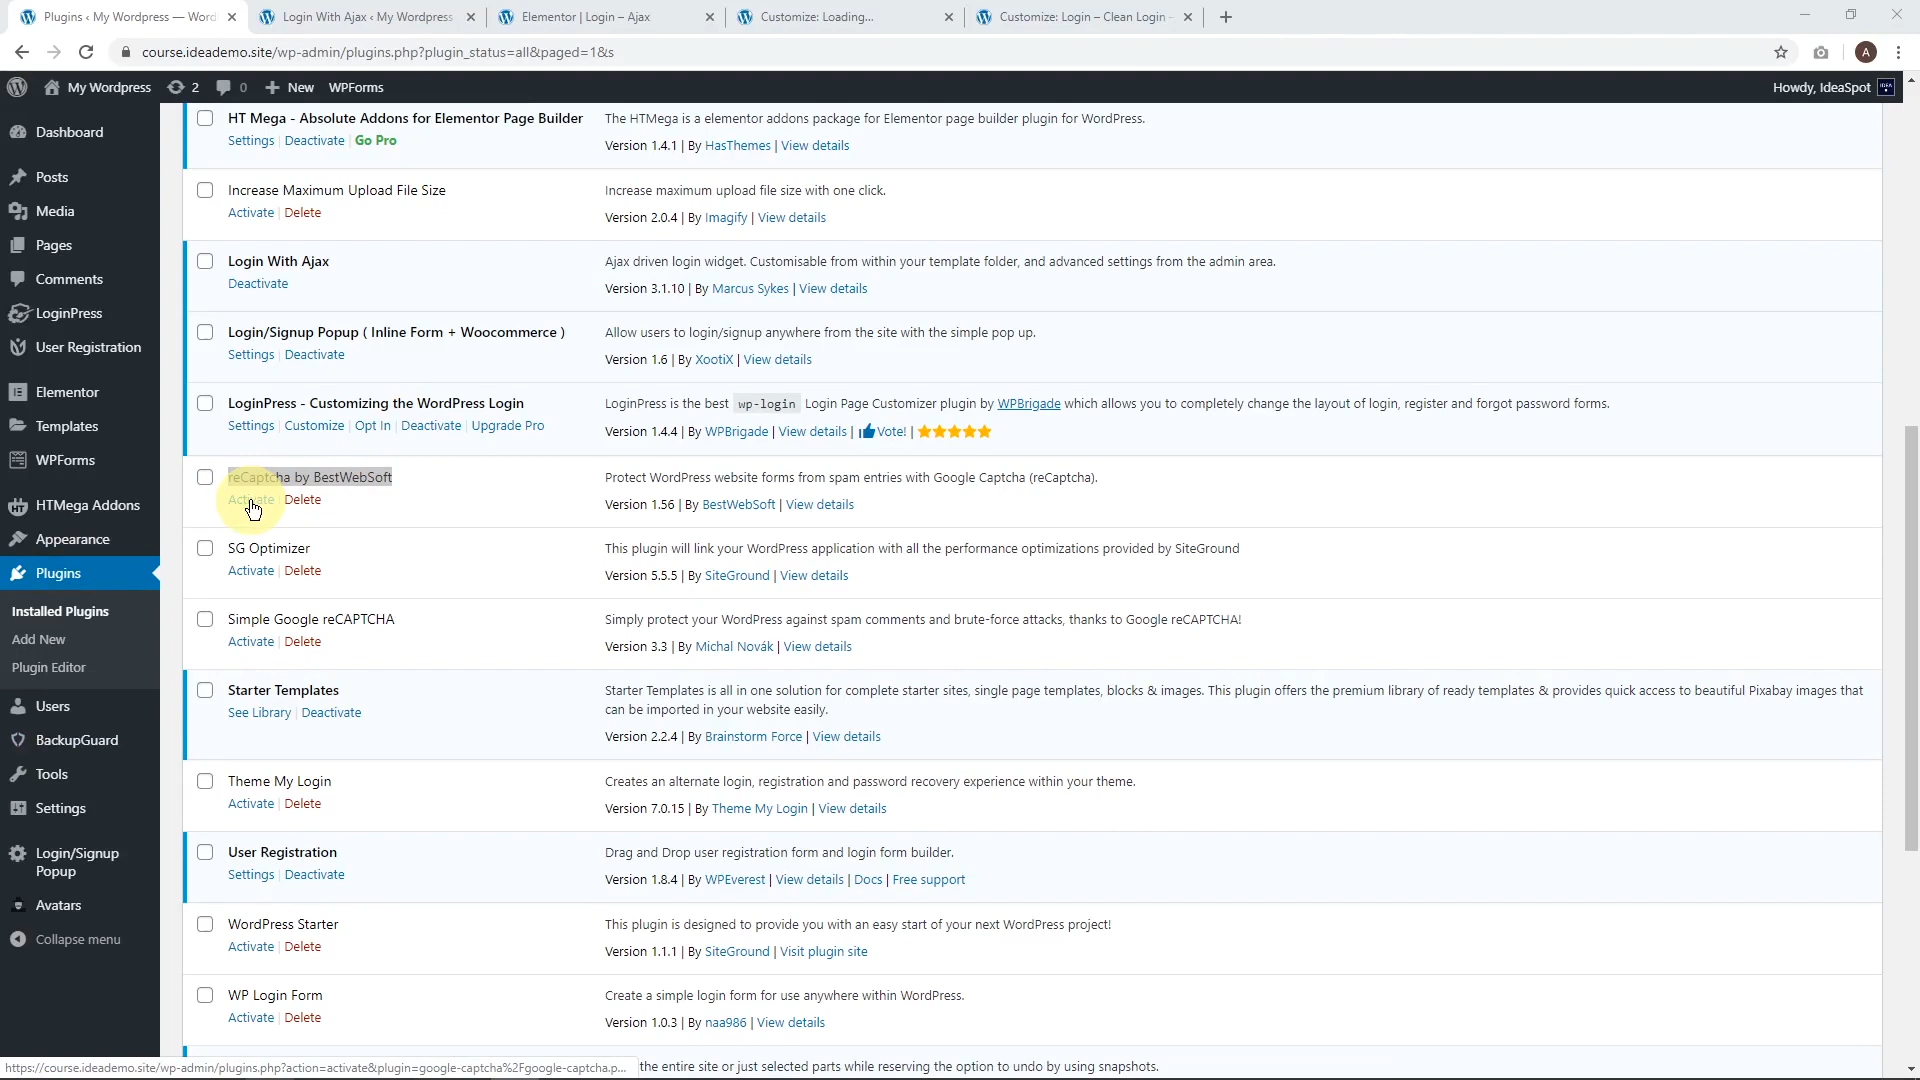 Plugins ‹ My Wordpress — Word
Login With Ajax ‹ My Wordpress
Elementor | Login – Ajax
Customize: Loading...
Customize: Login – Clean Login -
course.ideademo.site/wp-admin/plugins.php?plugin_status=all&paged=1&s
A
My Wordpress
2
0
New
WPForms
Howdy, IdeaSpot
Dashboard
Posts
Media
Pages
Comments
LoginPress
User Registration
Elementor
Templates
WPForms
HTMega Addons
Appearance
Plugins
Installed Plugins
Add New
Plugin Editor
Users
BackupGuard
Tools
Settings
Login/Signup
Popup
Avatars
Collapse menu
HT Mega - Absolute Addons for Elementor Page Builder
Settings | Deactivate | Go Pro
The HTMega is a elementor addons package for Elementor page builder plugin for WordPress.
Version 1.4.1 | By HasThemes | View details
Increase Maximum Upload File Size
Activate | Delete
Increase maximum upload file size with one click.
Version 2.0.4 | By Imagify | View details
Login With Ajax
Deactivate
Ajax driven login widget. Customisable from within your template folder, and advanced settings from the admin area.
Version 3.1.10 | By Marcus Sykes | View details
Login/Signup Popup ( Inline Form + Woocommerce )
Settings | Deactivate
Allow users to login/signup anywhere from the site with the simple pop up.
Version 1.6 | By XootiX | View details
LoginPress - Customizing the WordPress Login
Settings | Customize | Opt In | Deactivate | Upgrade Pro
LoginPress is the best wp-login Login Page Customizer plugin by WPBrigade which allows you to completely change the layout of login, register and forgot password forms.
Version 1.4.4 | By WPBrigade | View details | Vote! |
reCaptcha by BestWebSoft
Activate | Delete
Protect WordPress website forms from spam entries with Google Captcha (reCaptcha).
Version 1.56 | By BestWebSoft | View details
SG Optimizer
Activate | Delete
This plugin will link your WordPress application with all the performance optimizations provided by SiteGround
Version 5.5.5 | By SiteGround | View details
Simple Google reCAPTCHA
Activate | Delete
Simply protect your WordPress against spam comments and brute-force attacks, thanks to Google reCAPTCHA!
Version 3.3 | By Michal Novák | View details
Starter Templates
See Library | Deactivate
Starter Templates is all in one solution for complete starter sites, single page templates, blocks & images. This plugin offers the premium library of ready templates & provides quick access to beautiful Pixabay images that
can be imported in your website easily.
Version 2.2.4 | By Brainstorm Force | View details
Theme My Login
Activate | Delete
Creates an alternate login, registration and password recovery experience within your theme.
Version 7.0.15 | By Theme My Login | View details
User Registration
Settings | Deactivate
Drag and Drop user registration form and login form builder.
Version 1.8.4 | By WPEverest | View details | Docs | Free support
WordPress Starter
Activate | Delete
This plugin is designed to provide you with an easy start of your next WordPress project!
Version 1.1.1 | By SiteGround | Visit plugin site
WP Login Form
Activate | Delete
Create a simple login form for use anywhere within WordPress.
Version 1.0.3 | By naa986 | View details
the entire site or just selected parts while reserving the option to undo by using snapshots.
https://course.ideademo.site/wp-admin/plugins.php?action=activate&plugin=google-captcha%2Fgoogle-captcha.p...